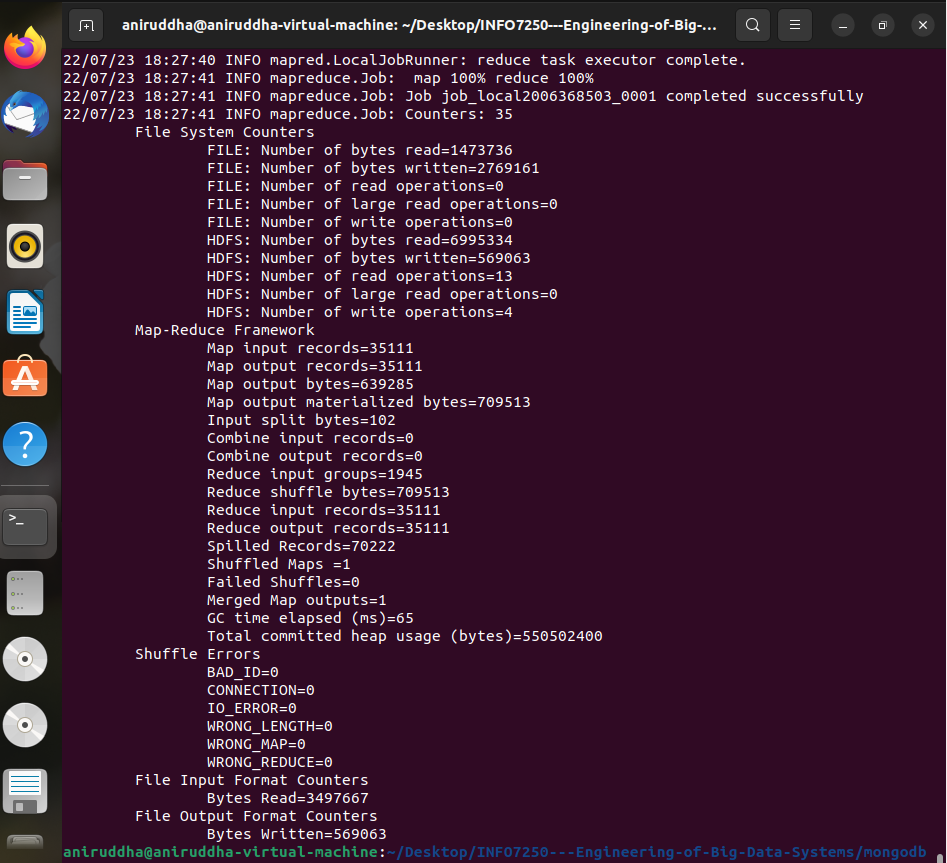 aniruddha@aniruddha-virtual-machine: ~/Desktop/INFO7250---Engineering-of-Big-...
22/07/23 18:27:40 INFO mapred.LocalJobRunner: reduce task executor complete.
22/07/23 18:27:41 INFO mapreduce.Job:  map 100% reduce 100%
22/07/23 18:27:41 INFO mapreduce.Job: Job job_local2006368503_0001 completed successfully
22/07/23 18:27:41 INFO mapreduce.Job: Counters: 35
File System Counters
FILE: Number of bytes read=1473736
FILE: Number of bytes written=2769161
FILE: Number of read operations=0
FILE: Number of large read operations=0
FILE: Number of write operations=0
HDFS: Number of bytes read=6995334
HDFS: Number of bytes written=569063
HDFS: Number of read operations=13
HDFS: Number of large read operations=0
HDFS: Number of write operations=4
Map-Reduce Framework
Map input records=35111
Map output records=35111
Map output bytes=639285
Map output materialized bytes=709513
Input split bytes=102
Combine input records=0
Combine output records=0
Reduce input groups=1945
Reduce shuffle bytes=709513
Reduce input records=35111
Reduce output records=35111
Spilled Records=70222
Shuffled Maps =1
Failed Shuffles=0
Merged Map outputs=1
GC time elapsed (ms)=65
Total committed heap usage (bytes)=550502400
Shuffle Errors
BAD_ID=0
CONNECTION=0
IO_ERROR=0
WRONG_LENGTH=0
WRONG_MAP=0
WRONG_REDUCE=0
File Input Format Counters
Bytes Read=3497667
File Output Format Counters
Bytes Written=569063
aniruddha@aniruddha-virtual-machine:~/Desktop/INFO7250---Engineering-of-Big-Data-Systems/mongodb